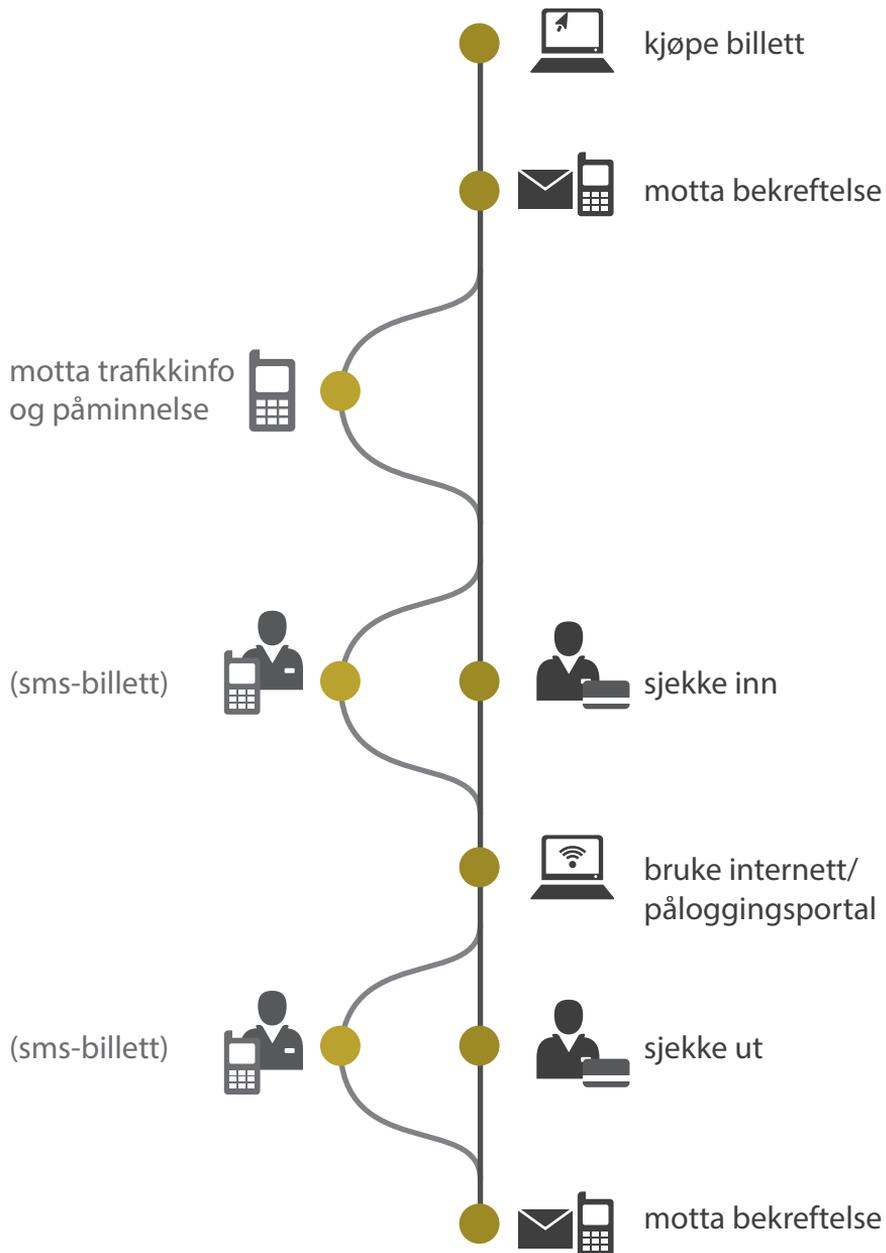 kjøpe billett
motta bekreftelse
motta trafikkinfo
og påminnelse
(sms-billett)
sjekke inn
bruke internett/
påloggingsportal
(sms-billett)
sjekke ut
motta bekreftelse